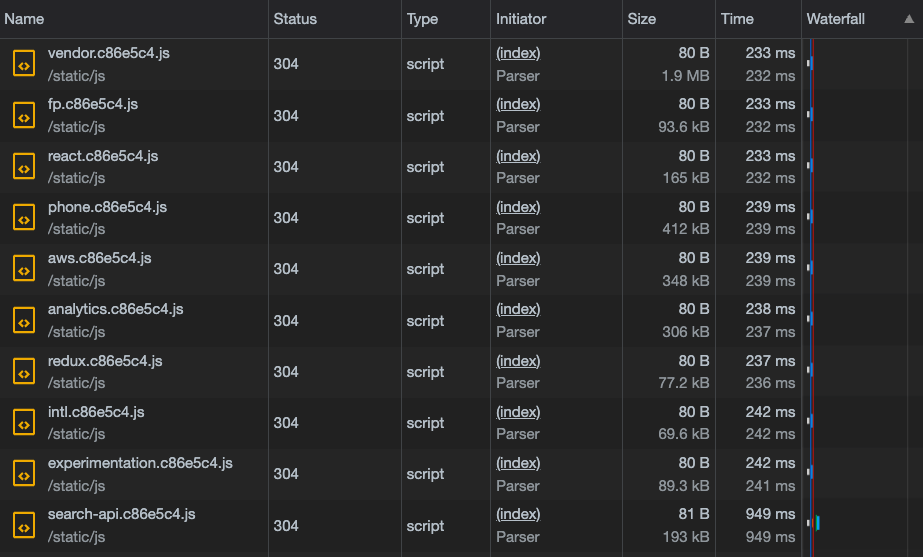 Name Status Type Initiator Size Time Waterfall ▲
vendor.c86e5c4.js 304 script (index) 80 B 233 ms
/static/js Parser 1.9 MB 232 ms
fp.c86e5c4.js 304 script (index) 80 B 233 ms
/static/js Parser 93.6 kB 232 ms
react.c86e5c4.js 304 script (index) 80 B 233 ms
/static/js Parser 165 kB 232 ms
phone.c86e5c4.js 304 script (index) 80 B 239 ms
/static/js Parser 412 kB 239 ms
aws.c86e5c4.js 304 script (index) 80 B 239 ms
/static/js Parser 348 kB 239 ms
analytics.c86e5c4.js 304 script (index) 80 B 238 ms
/static/js Parser 306 kB 237 ms
redux.c86e5c4.js 304 script (index) 80 B 237 ms
/static/js Parser 77.2 kB 236 ms
intl.c86e5c4.js 304 script (index) 80 B 242 ms
/static/js Parser 69.6 kB 242 ms
experimentation.c86e5c4.js 304 script (index) 80 B 242 ms
/static/js Parser 89.3 kB 241 ms
search-api.c86e5c4.js 304 script (index) 81 B 949 ms
/static/js Parser 193 kB 949 ms